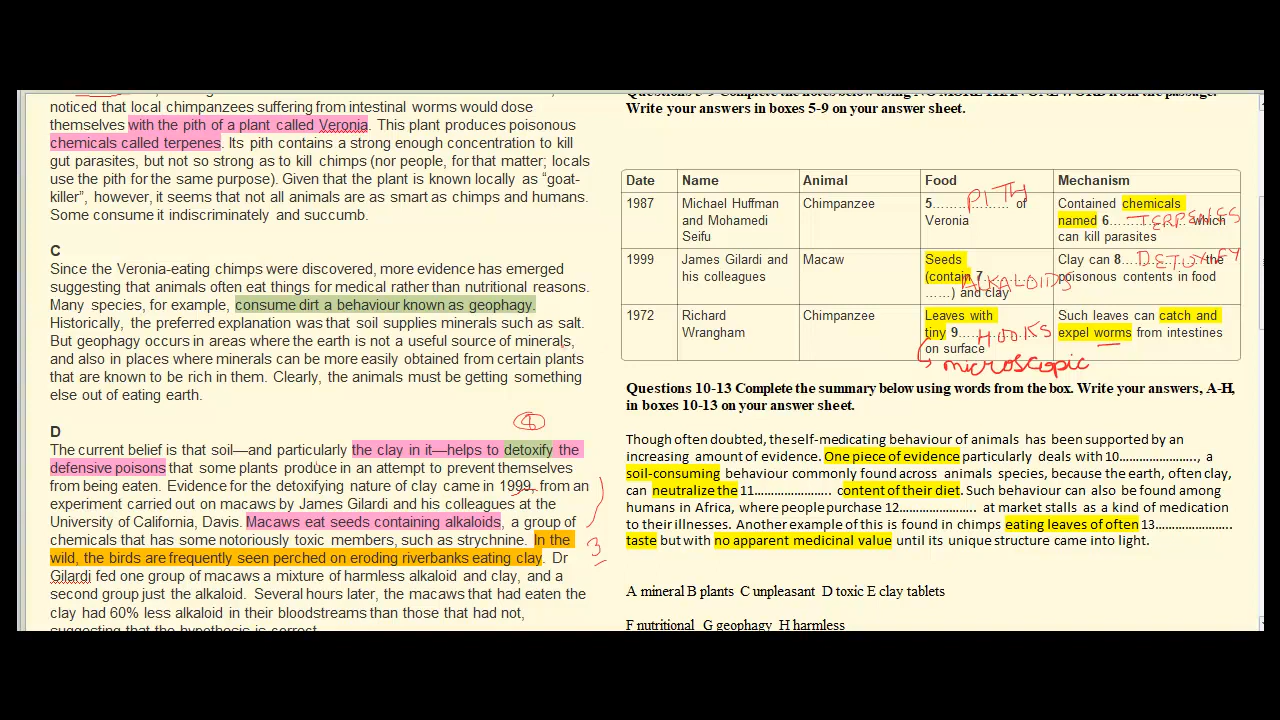 noticed that local chimpanzees suffering from intestinal worms would dose
themselves with the pith of a plant called Veronia. This plant produces poisonous
chemicals called terpenes. Its pith contains a strong enough concentration to kill
gut parasites, but not so strong as to kill chimps (nor people, for that matter; locals
use the pith for the same purpose). Given that the plant is known locally as “goat-
killer”, however, it seems that not all animals are as smart as chimps and humans.
Some consume it indiscriminately and succumb.
C
Since the Veronia-eating chimps were discovered, more evidence has emerged
suggesting that animals often eat things for medical rather than nutritional reasons.
Many species, for example, consume dirt a behaviour known as geophagy.
Historically, the preferred explanation was that soil supplies minerals such as salt.
But geophagy occurs in areas where the earth is not a useful source of minerals,
and also in places where minerals can be more easily obtained from certain plants
that are known to be rich in them. Clearly, the animals must be getting something
else out of eating earth.
8
D
The current belief is that soil—and particularly the clay in it—helps to detoxify the
defensive poisons that some plants produce in an attempt to prevent themselves
from being eaten. Evidence for the detoxifying nature of clay came in 1999, from an
experiment carried out on macaws by James Gilardi and his colleagues at the
University of California, Davis. Macaws eat seeds containing alkaloids, a group of
chemicals that has some notoriously toxic members, such as strychnine. In the
wild, the birds are frequently seen perched on eroding riverbanks eating clay. Dr
Gilardi fed one group of macaws a mixture of harmless alkaloid and clay, and a
second group just the alkaloid. Several hours later, the macaws that had eaten the
clay had 60% less alkaloid in their bloodstreams than those that had not,
suggesting that the hypothesis is correct.
3
Questions 5-9 Complete the notes below using NO MORE THAN ONE WORD from the passage.
Write your answers in boxes 5-9 on your answer sheet.
Date Name Animal Food Mechanism
1987 Michael Huffman and Mohamedi Seifu Chimpanzee 5.................. of Veronia PITH Contained chemicals named 6.................. which can kill parasites TERPENES
1999 James Gilardi and his colleagues Macaw Seeds (contain 7 ......) and clay ALKALOIDS Clay can 8.................. the poisonous contents in food DETOXIFY
1972 Richard Wrangham Chimpanzee Leaves with tiny 9.................. on surface HOOKS Such leaves can catch and expel worms from intestines
microscopic
Questions 10-13 Complete the summary below using words from the box. Write your answers, A-H,
in boxes 10-13 on your answer sheet.
Though often doubted, the self-medicating behaviour of animals has been supported by an
increasing amount of evidence. One piece of evidence particularly deals with 10......................, a
soil-consuming behaviour commonly found across animals species, because the earth, often clay,
can neutralize the 11...................... content of their diet. Such behaviour can also be found among
humans in Africa, where people purchase 12...................... at market stalls as a kind of medication
to their illnesses. Another example of this is found in chimps eating leaves of often 13......................
taste but with no apparent medicinal value until its unique structure came into light.
A mineral B plants C unpleasant D toxic E clay tablets
F nutritional G geophagy H harmless